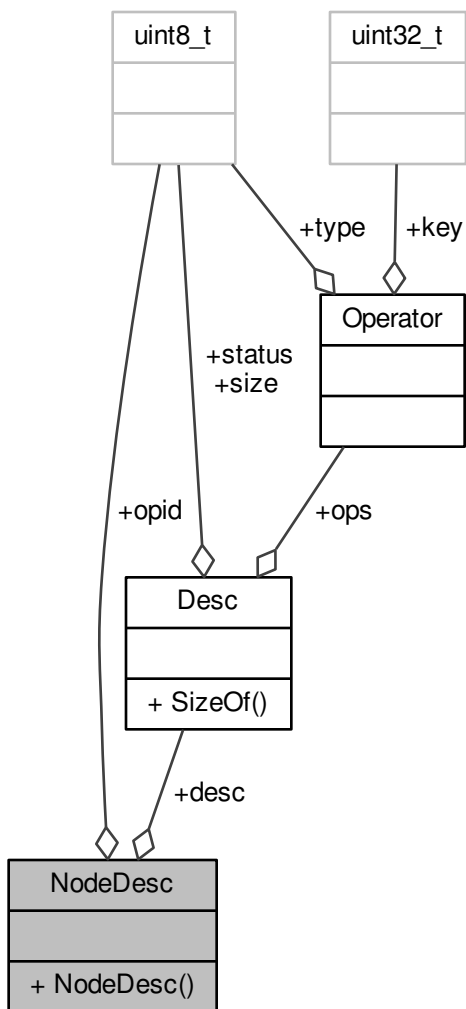 uint8_t
uint32_t
+type
+key
Operator
+status
+size
+opid
+ops
Desc
+ SizeOf()
+desc
NodeDesc
+ NodeDesc()